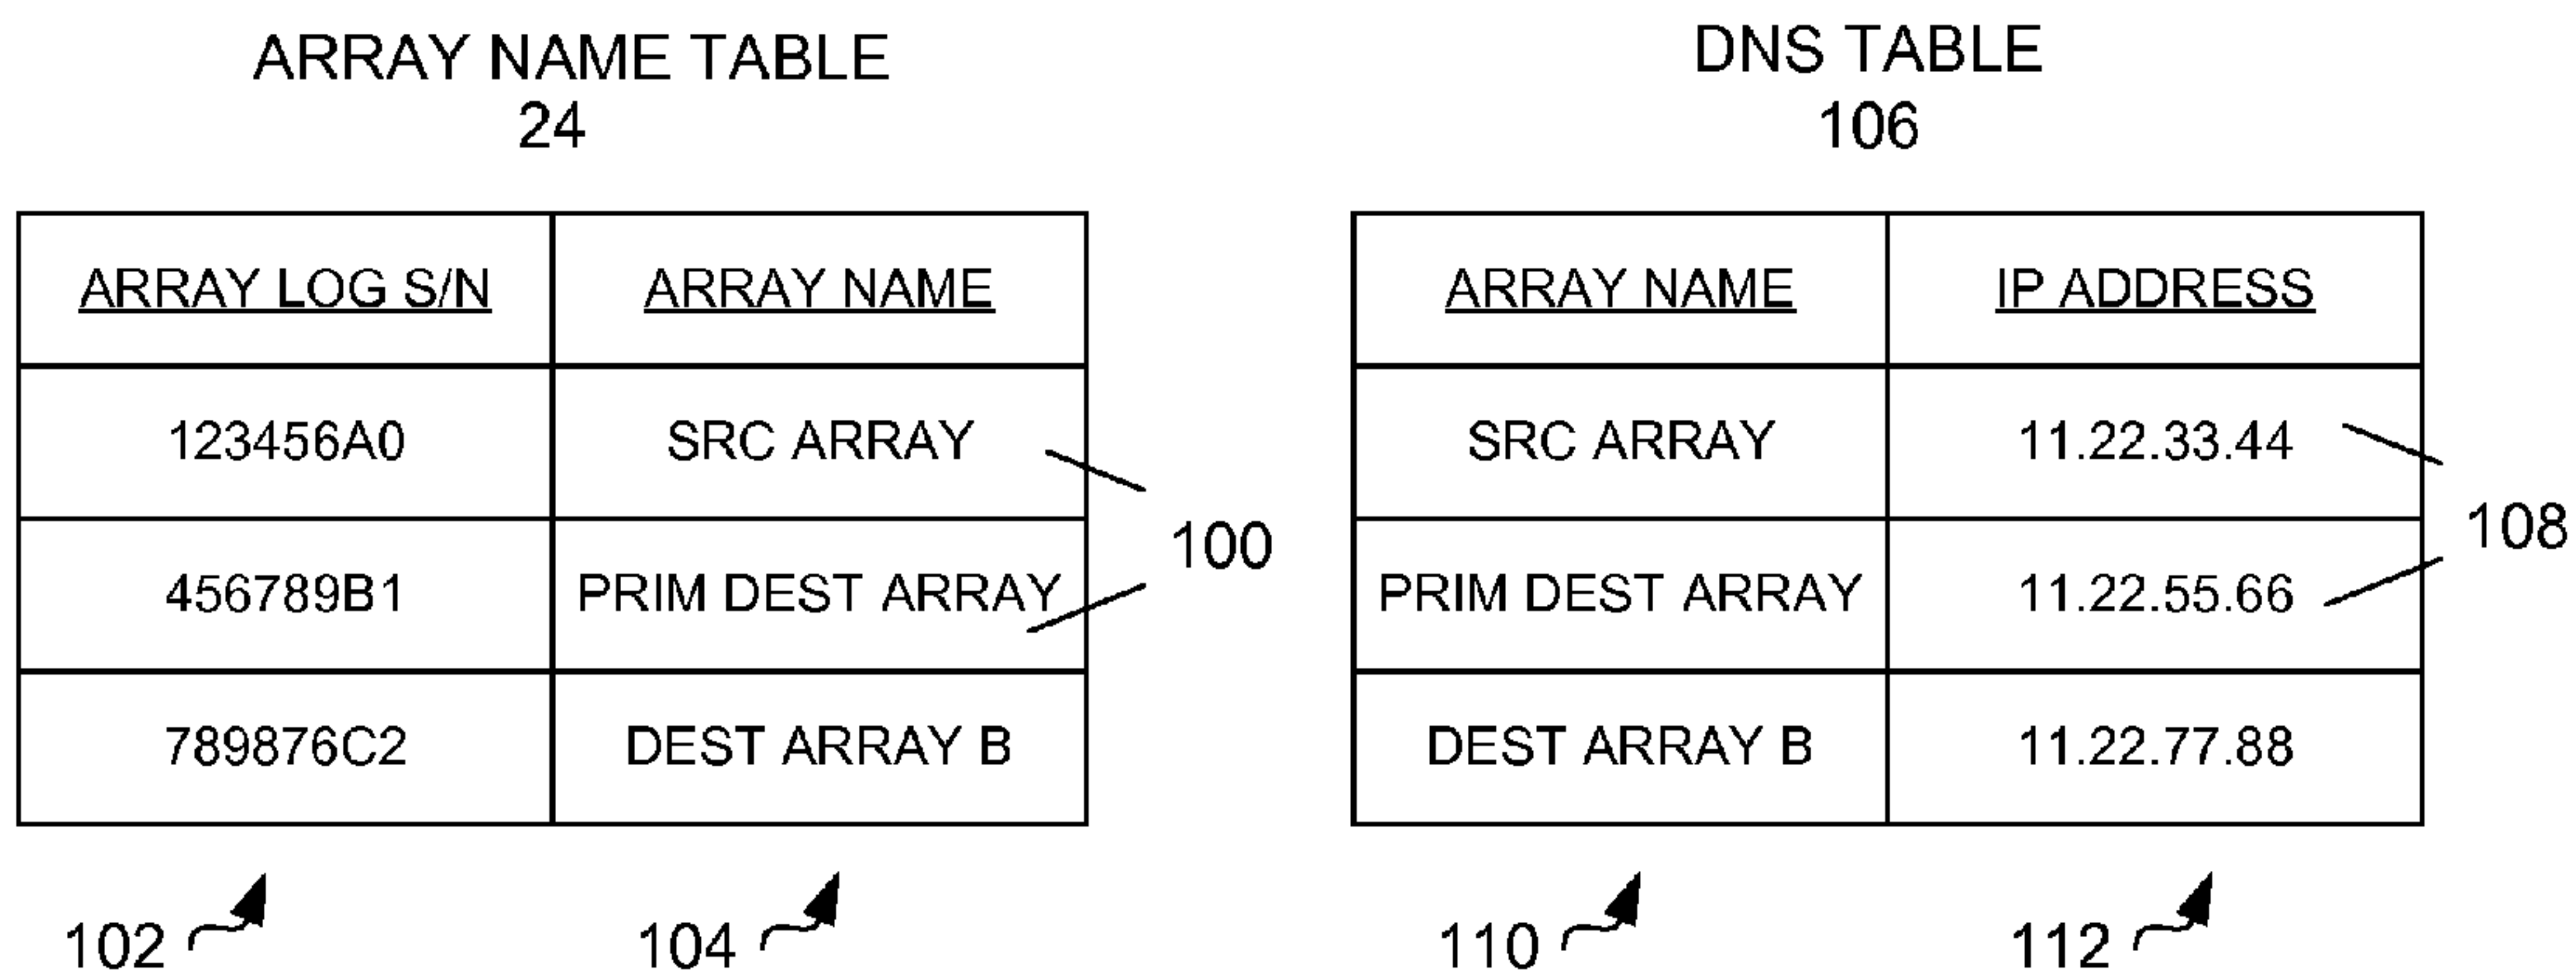 ARRAY NAME TABLE
24
ARRAY LOG S/N ARRAY NAME
123456A0 SRC ARRAY
456789B1 PRIM DEST ARRAY
789876C2 DEST ARRAY B
100
102 104
DNS TABLE
106
ARRAY NAME IP ADDRESS
SRC ARRAY 11.22.33.44
PRIM DEST ARRAY 11.22.55.66
DEST ARRAY B 11.22.77.88
108
110 112